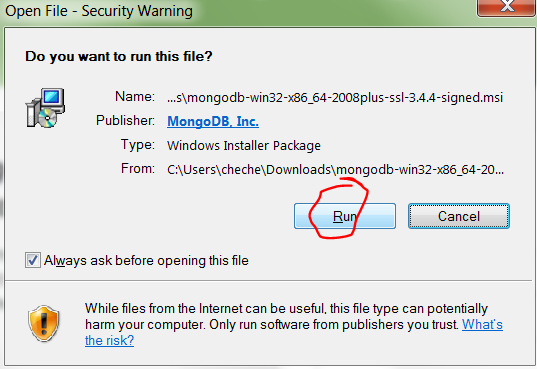 Open File - Security Warning
Do you want to run this file?
Name: ...s\mongodb-win32-x86_64-2008plus-ssl-3.4.4-signed.msi
Publisher: MongoDB, Inc.
Type: Windows Installer Package
From: C:\Users\cheche\Downloads\mongodb-win32-x86_64-20...
Run Cancel
Always ask before opening this file
While files from the Internet can be useful, this file type can potentially
harm your computer. Only run software from publishers you trust. What's
the risk?